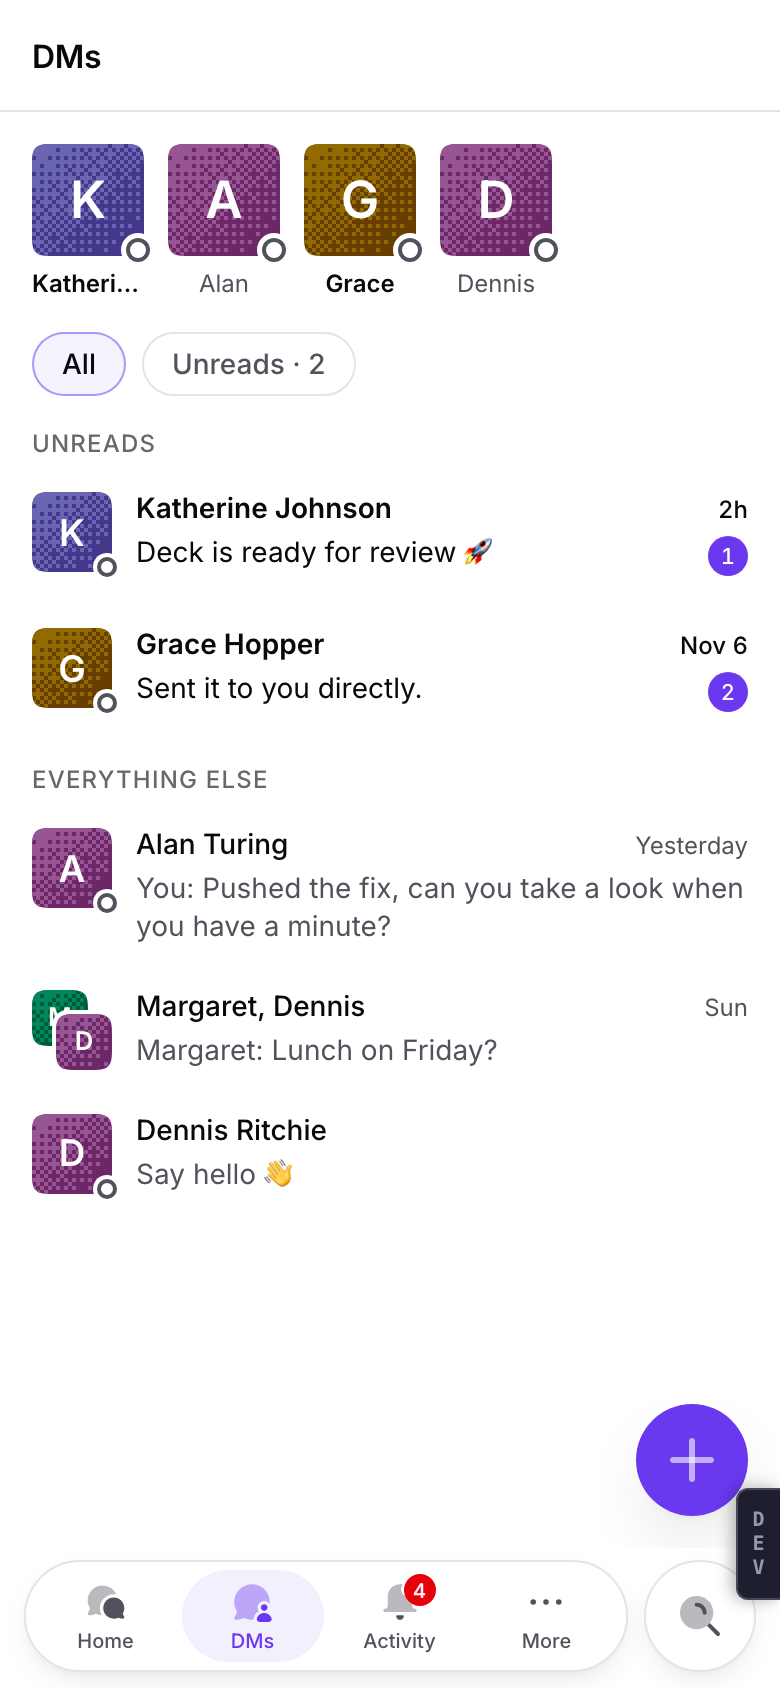 DMs
K A G D
Katheri... Alan Grace Dennis
All Unreads · 2
UNREADS
K Katherine Johnson 2h
Deck is ready for review 🚀 1
G Grace Hopper Nov 6
Sent it to you directly. 2
EVERYTHING ELSE
A Alan Turing Yesterday
You: Pushed the fix, can you take a look when
you have a minute?
M D Margaret, Dennis Sun
Margaret: Lunch on Friday?
D Dennis Ritchie
Say hello 👋
DEV
4
Home DMs Activity More